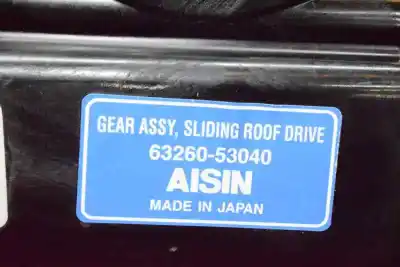 GEAR ASSY, SLIDING ROOF DRIVE
63260-53040
AISIN
MADE IN JAPAN